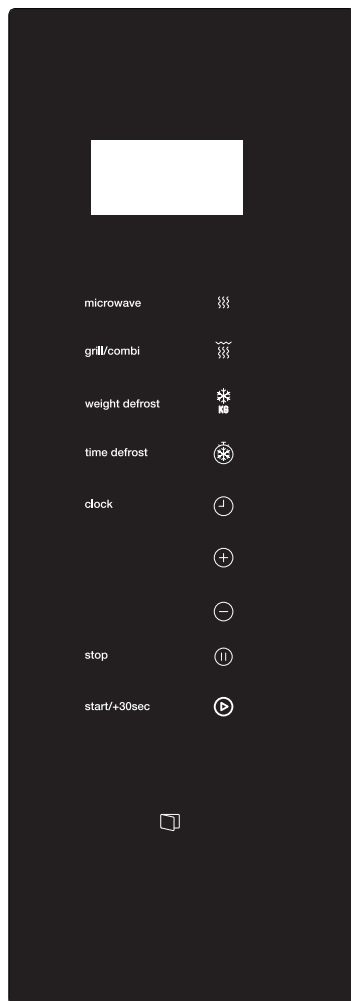 microwave
grill/combi
weight defrost
KG
time defrost
clock
stop
start/+30sec